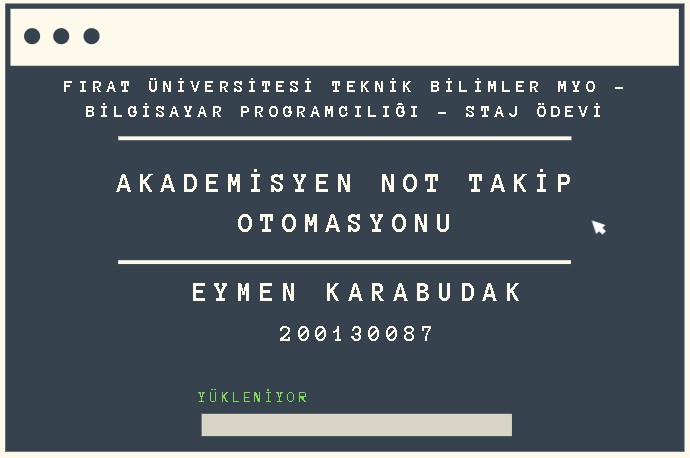 FIRAT ÜNİVERSİTESİ TEKNİK BİLİMLER MYO -
BİLGİSAYAR PROGRAMCILIĞI - STAJ ÖDEVİ
AKADEMİSYEN NOT TAKİP
OTOMASYONU
EYMEN KARABUDAK
200130087
YÜKLENİYOR